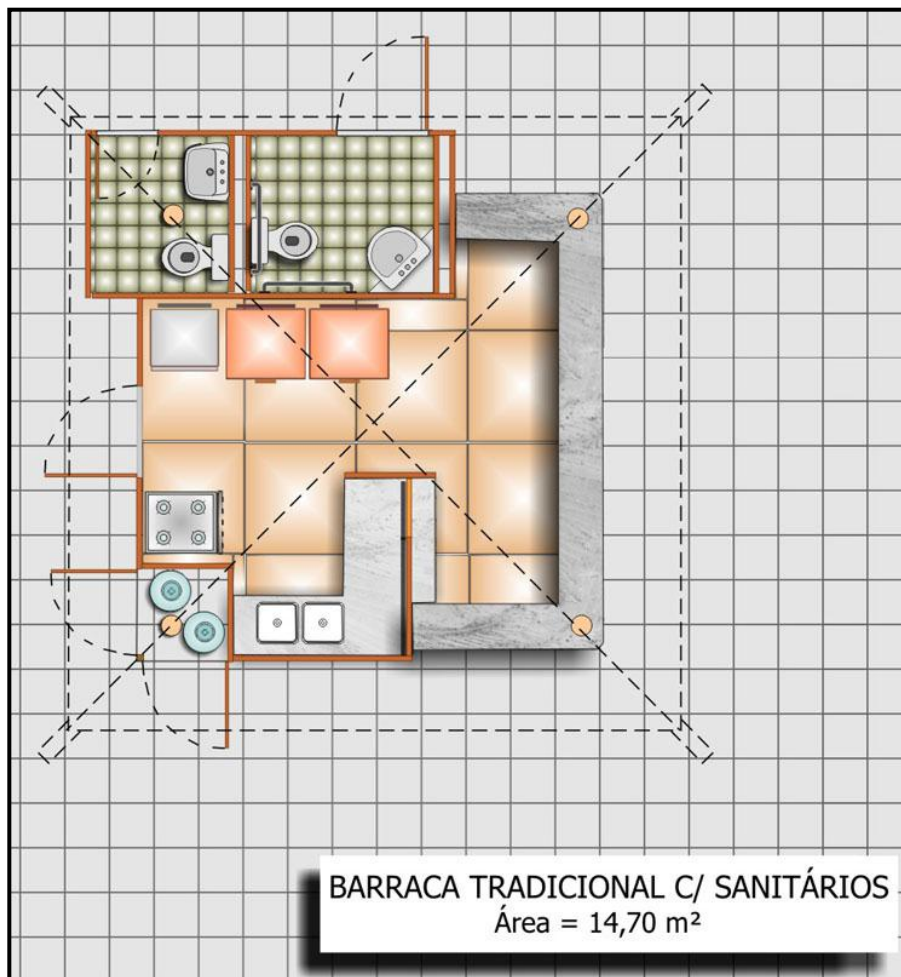 BARRACA TRADICIONAL C/ SANITÁRIOS
Área = 14,70 m²